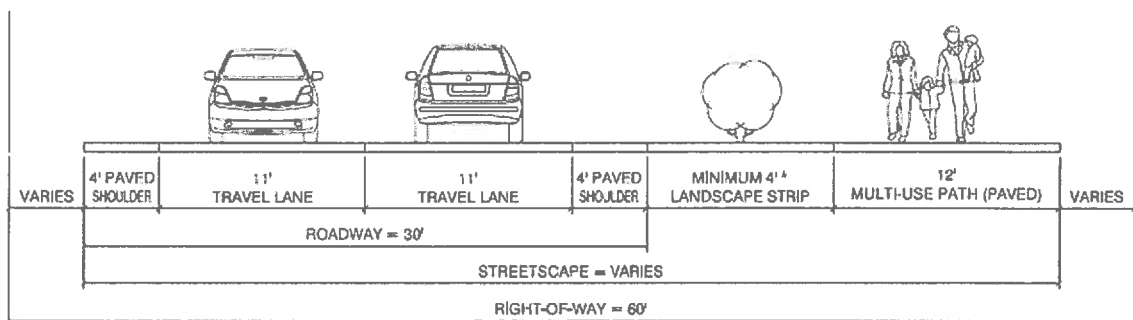 VARIES
4' PAVED
SHOULDER
11'
TRAVEL LANE
11'
TRAVEL LANE
4' PAVED
SHOULDER
MINIMUM 4' *
LANDSCAPE STRIP
12'
MULTI-USE PATH (PAVED)
VARIES
ROADWAY = 30'
STREETSCAPE = VARIES
RIGHT-OF-WAY = 60'